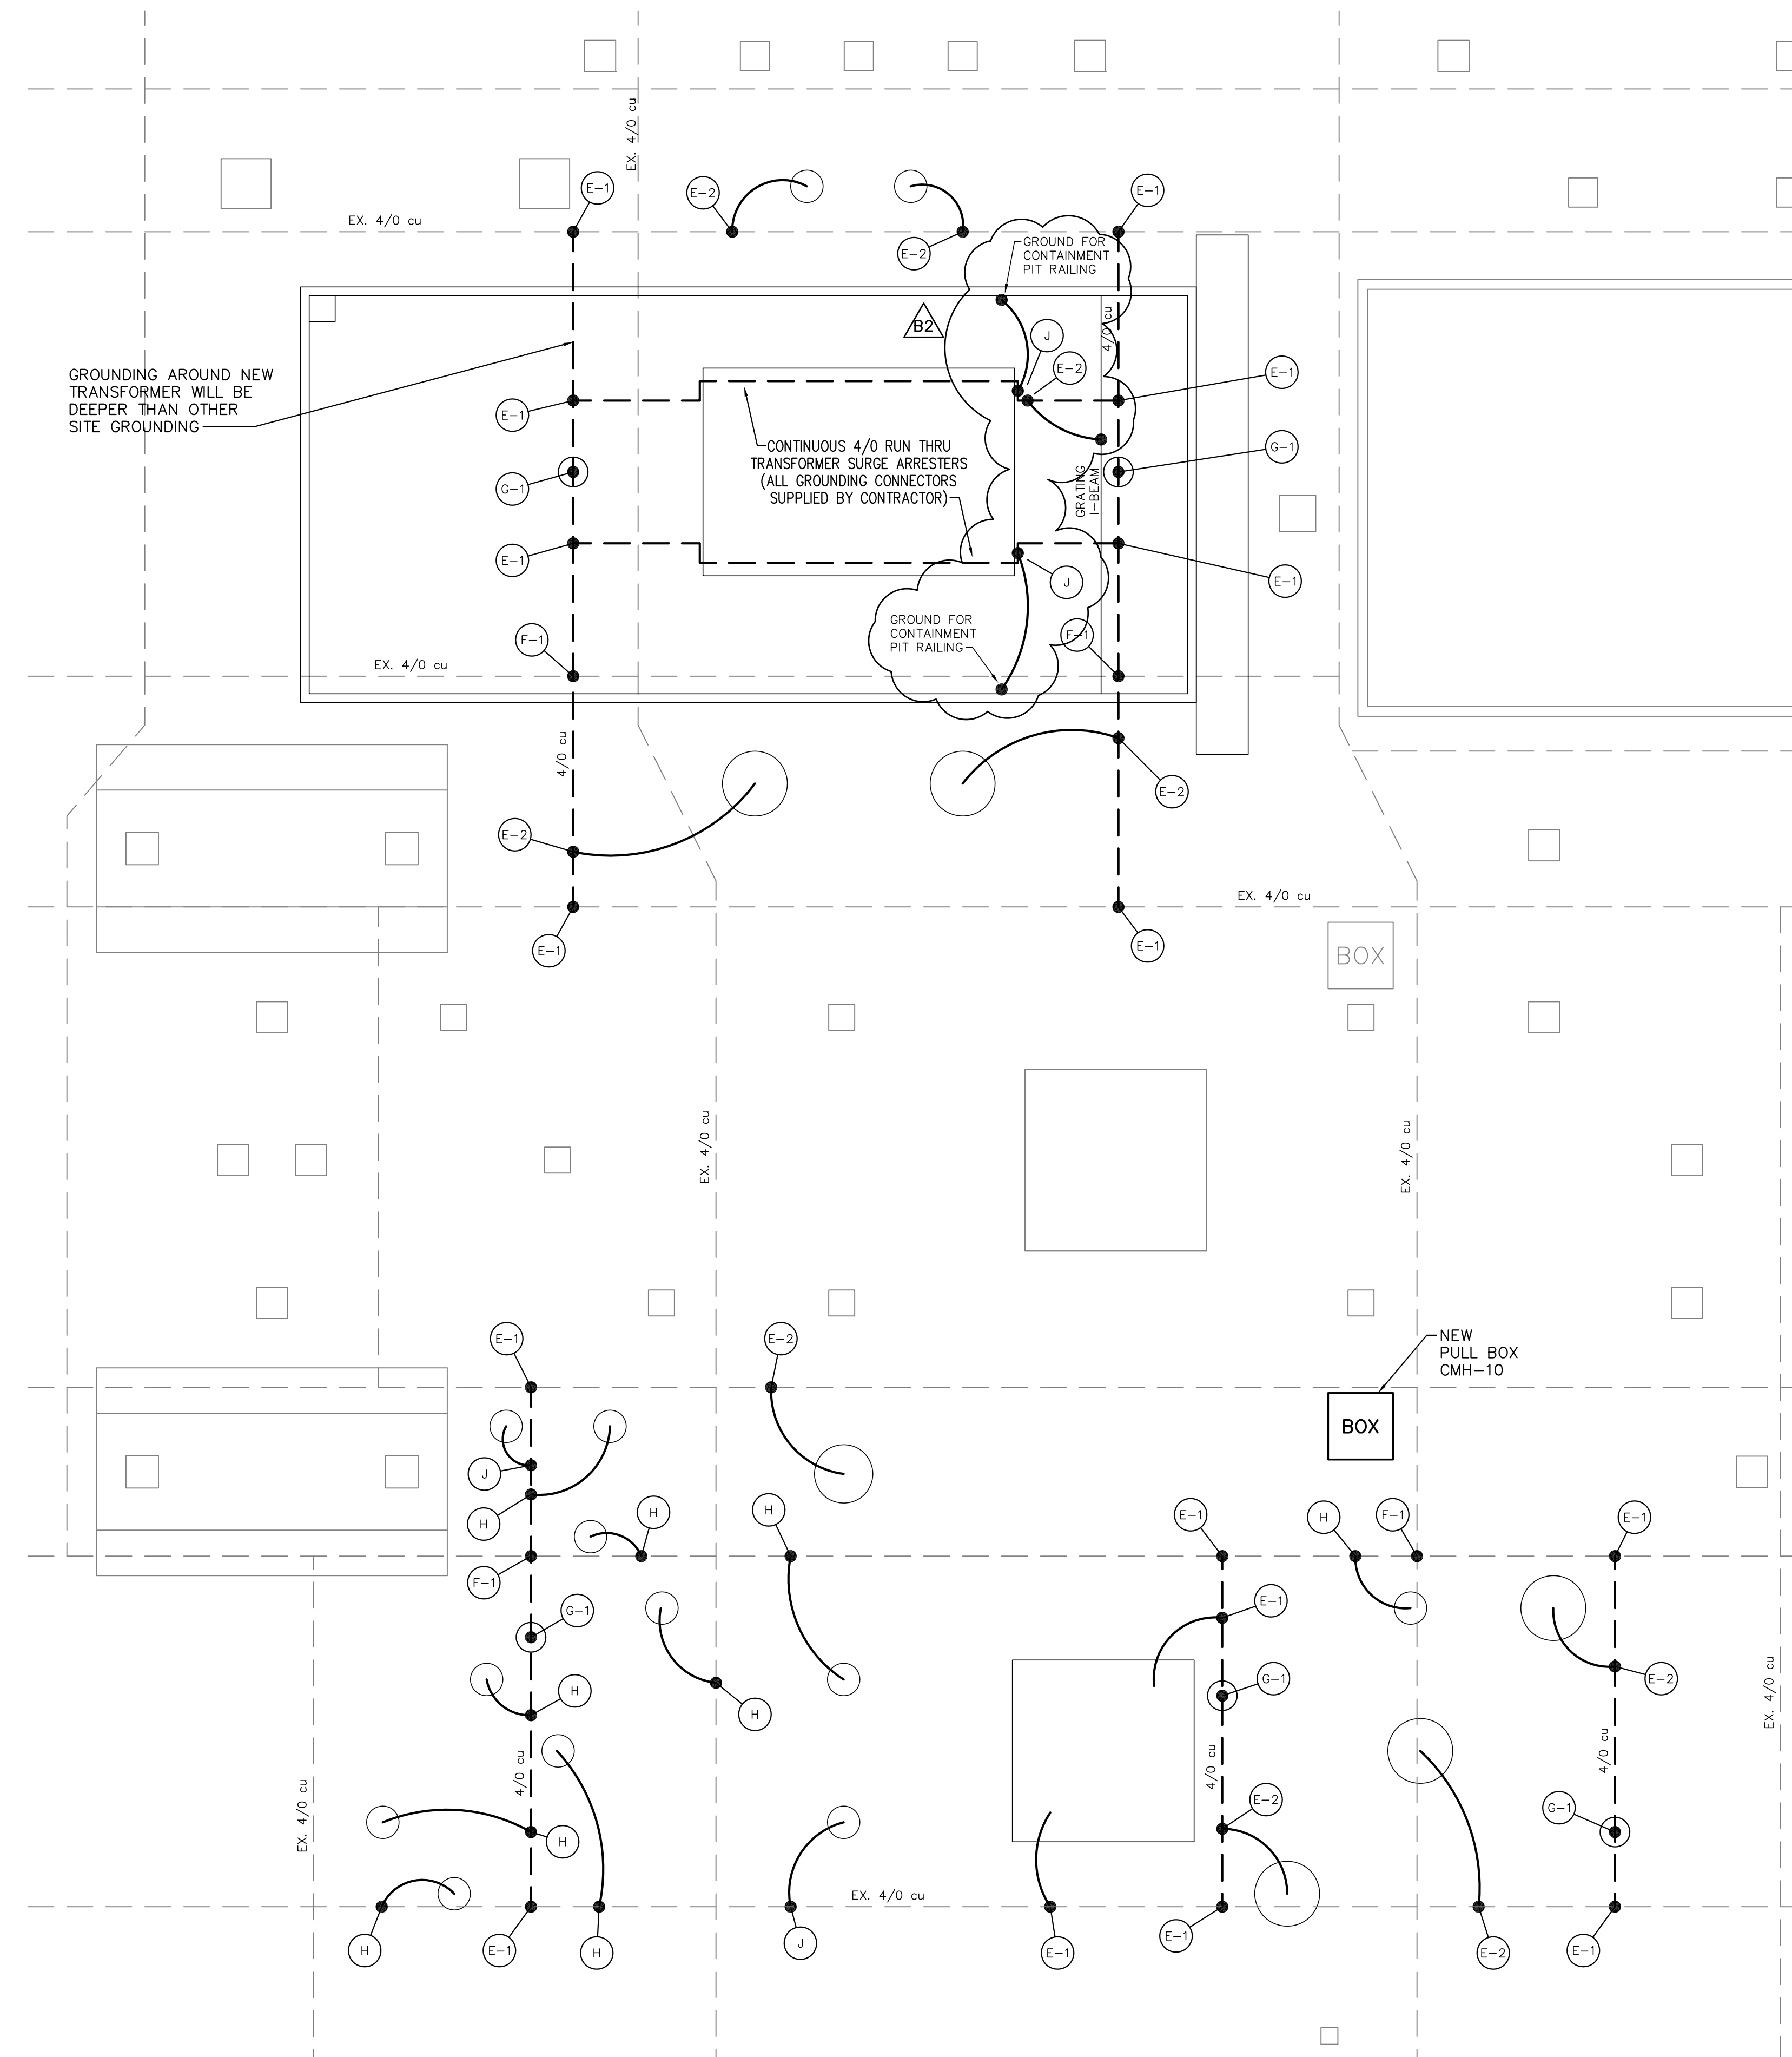 EX. 4/0 cu
E-1
E-2
E-1
EX. 4/0 cu
E-2
GROUND FOR
CONTAINMENT
PIT RAILING
B2
4/0 cu
J
E-2
E-1
GROUNDING AROUND NEW
TRANSFORMER WILL BE
DEEPER THAN OTHER
SITE GROUNDING
E-1
CONTINUOUS 4/0 RUN THRU
TRANSFORMER SURGE ARRESTERS
(ALL GROUNDING CONNECTORS
SUPPLIED BY CONTRACTOR)
G-1
GRATING
I-BEAM
G-1
E-1
J
E-1
GROUND FOR
CONTAINMENT
PIT RAILING
F-1
F-1
EX. 4/0 cu
4/0 cu
E-2
E-2
EX. 4/0 cu
E-1
E-1
BOX
EX. 4/0 cu
EX. 4/0 cu
E-1
E-2
NEW
PULL BOX
CMH-10
BOX
J
H
H
H
E-1
H
F-1
E-1
F-1
G-1
E-1
H
H
G-1
E-2
EX. 4/0 cu
4/0 cu
4/0 cu
4/0 cu
EX. 4/0 cu
E-2
G-1
H
EX. 4/0 cu
H
E-1
H
J
E-1
E-1
E-2
E-1